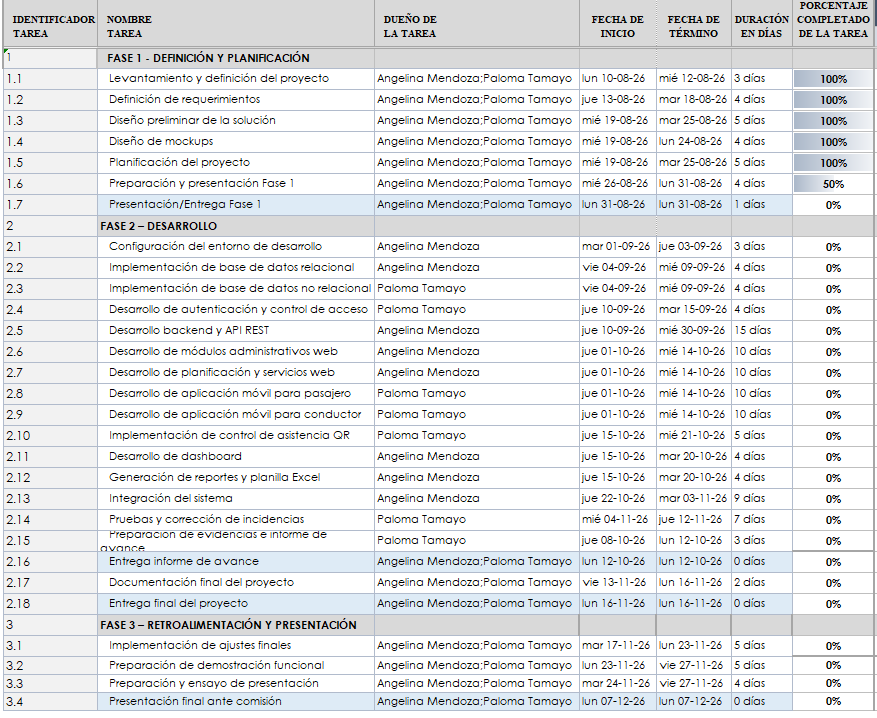 IDENTIFICADOR TAREA NOMBRE TAREA DUEÑO DE LA TAREA FECHA DE INICIO FECHA DE TÉRMINO DURACIÓN EN DÍAS PORCENTAJE COMPLETADO DE LA TAREA
1 FASE 1 - DEFINICIÓN Y PLANIFICACIÓN
1.1 Levantamiento y definición del proyecto Angelina Mendoza;Paloma Tamayo lun 10-08-26 mié 12-08-26 3 días 100%
1.2 Definición de requerimientos Angelina Mendoza;Paloma Tamayo jue 13-08-26 mar 18-08-26 4 días 100%
1.3 Diseño preliminar de la solución Angelina Mendoza;Paloma Tamayo mié 19-08-26 mar 25-08-26 5 días 100%
1.4 Diseño de mockups Angelina Mendoza;Paloma Tamayo mié 19-08-26 lun 24-08-26 4 días 100%
1.5 Planificación del proyecto Angelina Mendoza;Paloma Tamayo mié 19-08-26 mar 25-08-26 5 días 100%
1.6 Preparación y presentación Fase 1 Angelina Mendoza;Paloma Tamayo mié 26-08-26 lun 31-08-26 4 días 50%
1.7 Presentación/Entrega Fase 1 Angelina Mendoza;Paloma Tamayo lun 31-08-26 lun 31-08-26 1 días 0%
2 FASE 2 – DESARROLLO
2.1 Configuración del entorno de desarrollo Angelina Mendoza mar 01-09-26 jue 03-09-26 3 días 0%
2.2 Implementación de base de datos relacional Angelina Mendoza vie 04-09-26 mié 09-09-26 4 días 0%
2.3 Implementación de base de datos no relacional Paloma Tamayo vie 04-09-26 mié 09-09-26 4 días 0%
2.4 Desarrollo de autenticación y control de acceso Paloma Tamayo jue 10-09-26 mar 15-09-26 4 días 0%
2.5 Desarrollo backend y API REST Angelina Mendoza jue 10-09-26 mié 30-09-26 15 días 0%
2.6 Desarrollo de módulos administrativos web Angelina Mendoza jue 01-10-26 mié 14-10-26 10 días 0%
2.7 Desarrollo de planificación y servicios web Angelina Mendoza jue 01-10-26 mié 14-10-26 10 días 0%
2.8 Desarrollo de aplicación móvil para pasajero Paloma Tamayo jue 01-10-26 mié 14-10-26 10 días 0%
2.9 Desarrollo de aplicación móvil para conductor Paloma Tamayo jue 01-10-26 mié 14-10-26 10 días 0%
2.10 Implementación de control de asistencia QR Paloma Tamayo jue 15-10-26 mié 21-10-26 5 días 0%
2.11 Desarrollo de dashboard Angelina Mendoza jue 15-10-26 mar 20-10-26 4 días 0%
2.12 Generación de reportes y planilla Excel Angelina Mendoza jue 15-10-26 mar 20-10-26 4 días 0%
2.13 Integración del sistema Angelina Mendoza jue 22-10-26 mar 03-11-26 9 días 0%
2.14 Pruebas y corrección de incidencias Paloma Tamayo mié 04-11-26 jue 12-11-26 7 días 0%
2.15 Preparación de evidencias e informe de avance Paloma Tamayo jue 08-10-26 lun 12-10-26 3 días 0%
2.16 Entrega informe de avance Angelina Mendoza;Paloma Tamayo lun 12-10-26 lun 12-10-26 0 días 0%
2.17 Documentación final del proyecto Angelina Mendoza;Paloma Tamayo vie 13-11-26 lun 16-11-26 2 días 0%
2.18 Entrega final del proyecto Angelina Mendoza;Paloma Tamayo lun 16-11-26 lun 16-11-26 0 días 0%
3 FASE 3 – RETROALIMENTACIÓN Y PRESENTACIÓN
3.1 Implementación de ajustes finales Angelina Mendoza;Paloma Tamayo mar 17-11-26 lun 23-11-26 5 días 0%
3.2 Preparación de demostración funcional Angelina Mendoza;Paloma Tamayo lun 23-11-26 vie 27-11-26 5 días 0%
3.3 Preparación y ensayo de presentación Angelina Mendoza;Paloma Tamayo mar 24-11-26 vie 27-11-26 4 días 0%
3.4 Presentación final ante comisión Angelina Mendoza;Paloma Tamayo lun 07-12-26 lun 07-12-26 0 días 0%